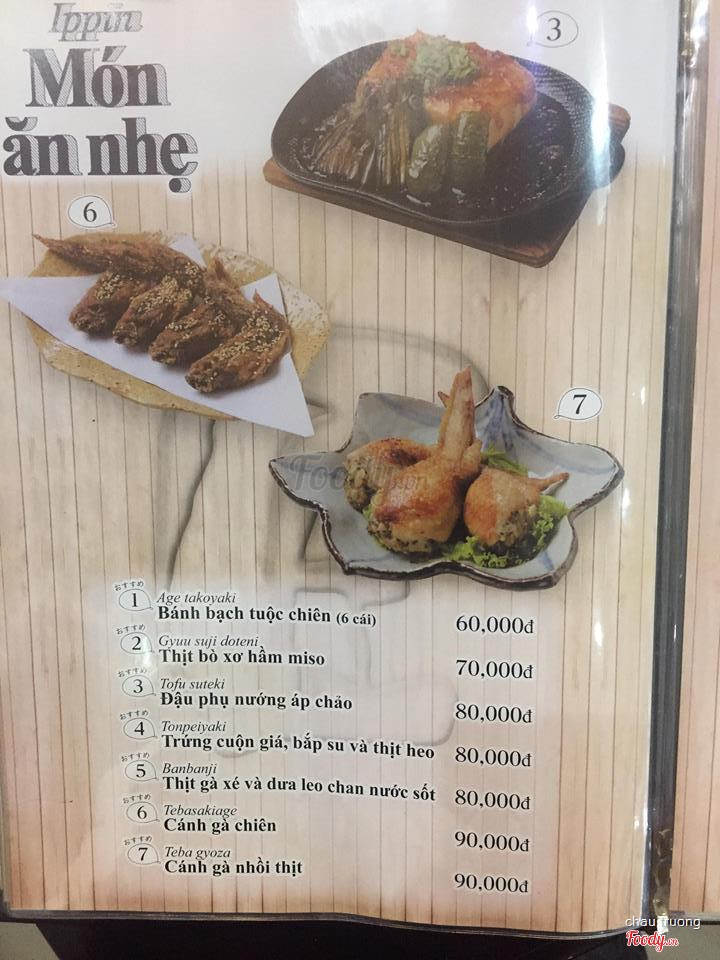 Ippin
Món
ăn nhẹ
3
6
7
Foody.vn
おすすめ
1 Age takoyaki
Bánh bạch tuộc chiên (6 cái) 60,000đ
おすすめ
2 Gyuu suji doteni
Thịt bò xơ hầm miso 70,000đ
おすすめ
3 Tofu suteki
Đậu phụ nướng áp chảo 80,000đ
おすすめ
4 Tonpeiyaki
Trứng cuộn giá, bắp su và thịt heo 80,000đ
おすすめ
5 Banbanji
Thịt gà xé và dưa leo chan nước sốt 80,000đ
おすすめ
6 Tebasakiage
Cánh gà chiên 90,000đ
おすすめ
7 Teba gyoza
Cánh gà nhồi thịt 90,000đ
chau truong
Foody.vn